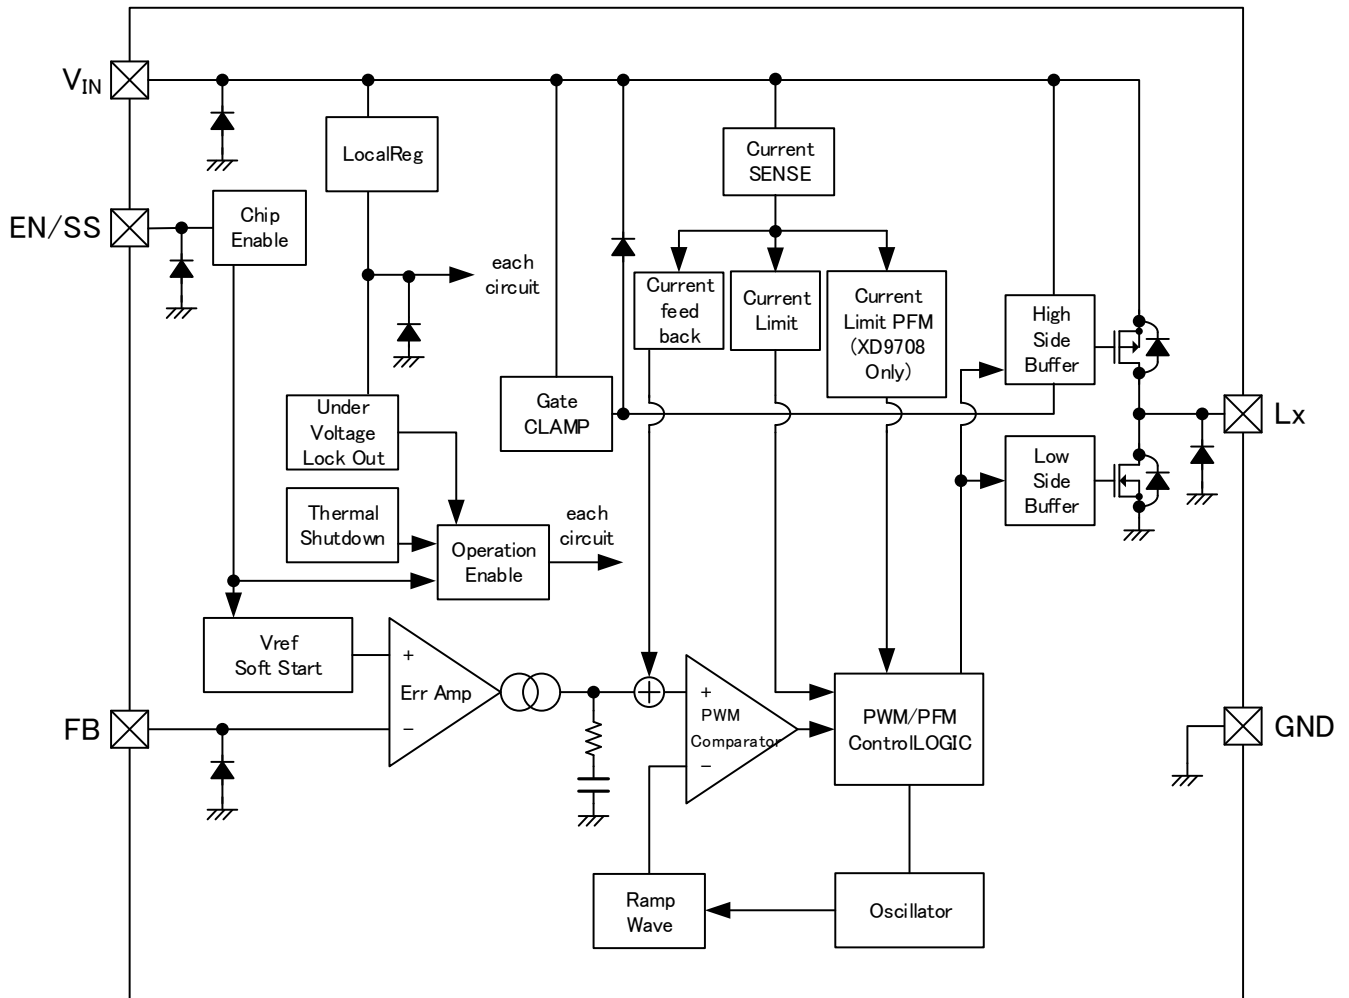 VIN
LocalReg
Current
SENSE
EN/SS
Chip
Enable
each
circuit
Current
feed
back
Current
Limit
Current
Limit PFM
(XD9708
Only)
High
Side
Buffer
Under
Voltage
Lock Out
Gate
CLAMP
Lx
Low
Side
Buffer
Thermal
Shutdown
Operation
Enable
each
circuit
Vref
Soft Start
+
Err Amp
−
+
PWM
Comparator
−
PWM/PFM
ControlLOGIC
FB
GND
Ramp
Wave
Oscillator